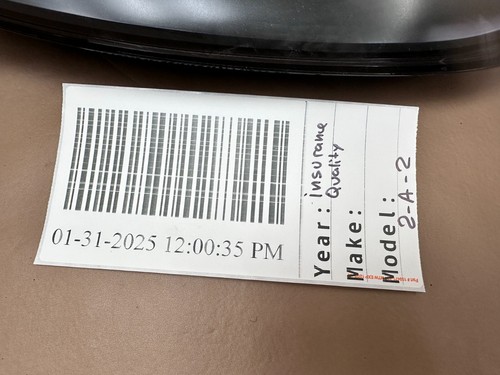 01-31-2025 12:00:35 PM
Year: insurance
Quality
Make:
Model: 2-A-2